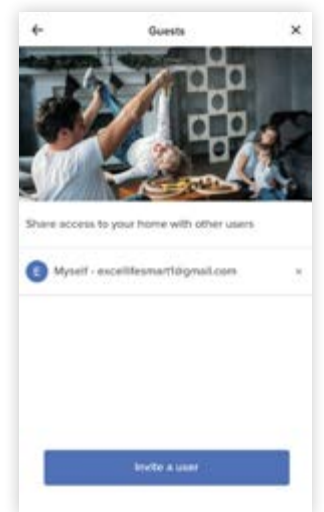 Guests
Share access to your home with other users
E Myself - excellifesmart1@gmail.com
Invite a user